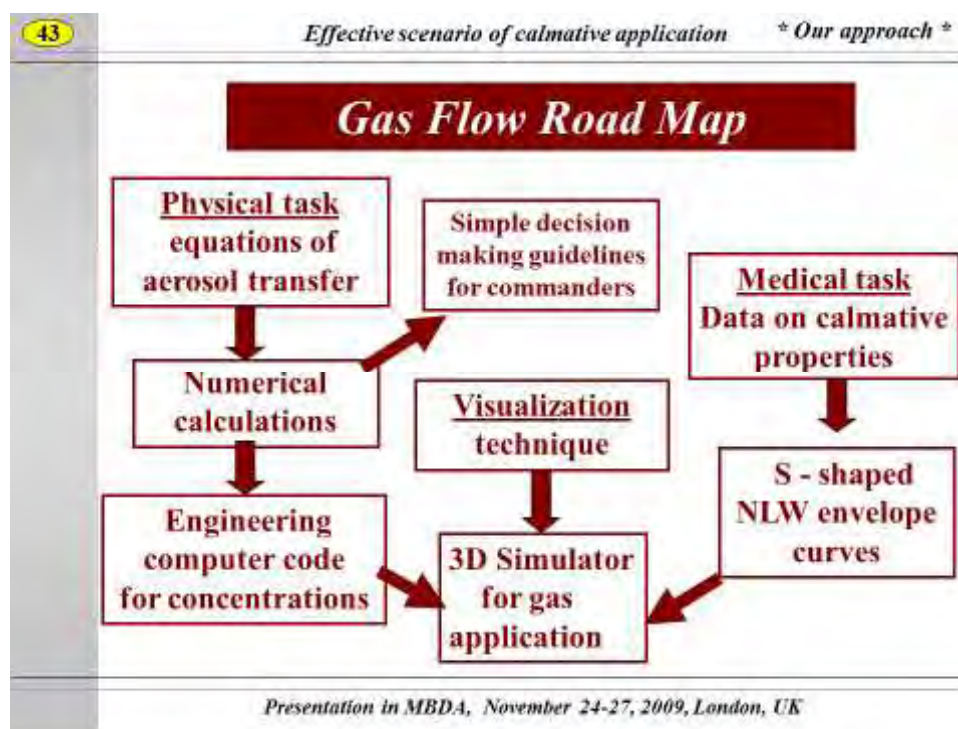 43
Effective scenario of calmative application
* Our approach *
Gas Flow Road Map
Physical task
equations of
aerosol transfer
Simple decision
making guidelines
for commanders
Medical task
Data on calmative
properties
Numerical
calculations
Visualization
technique
S - shaped
NLW envelope
curves
Engineering
computer code
for concentrations
3D Simulator
for gas
application
Presentation in MBDA, November 24-27, 2009, London, UK